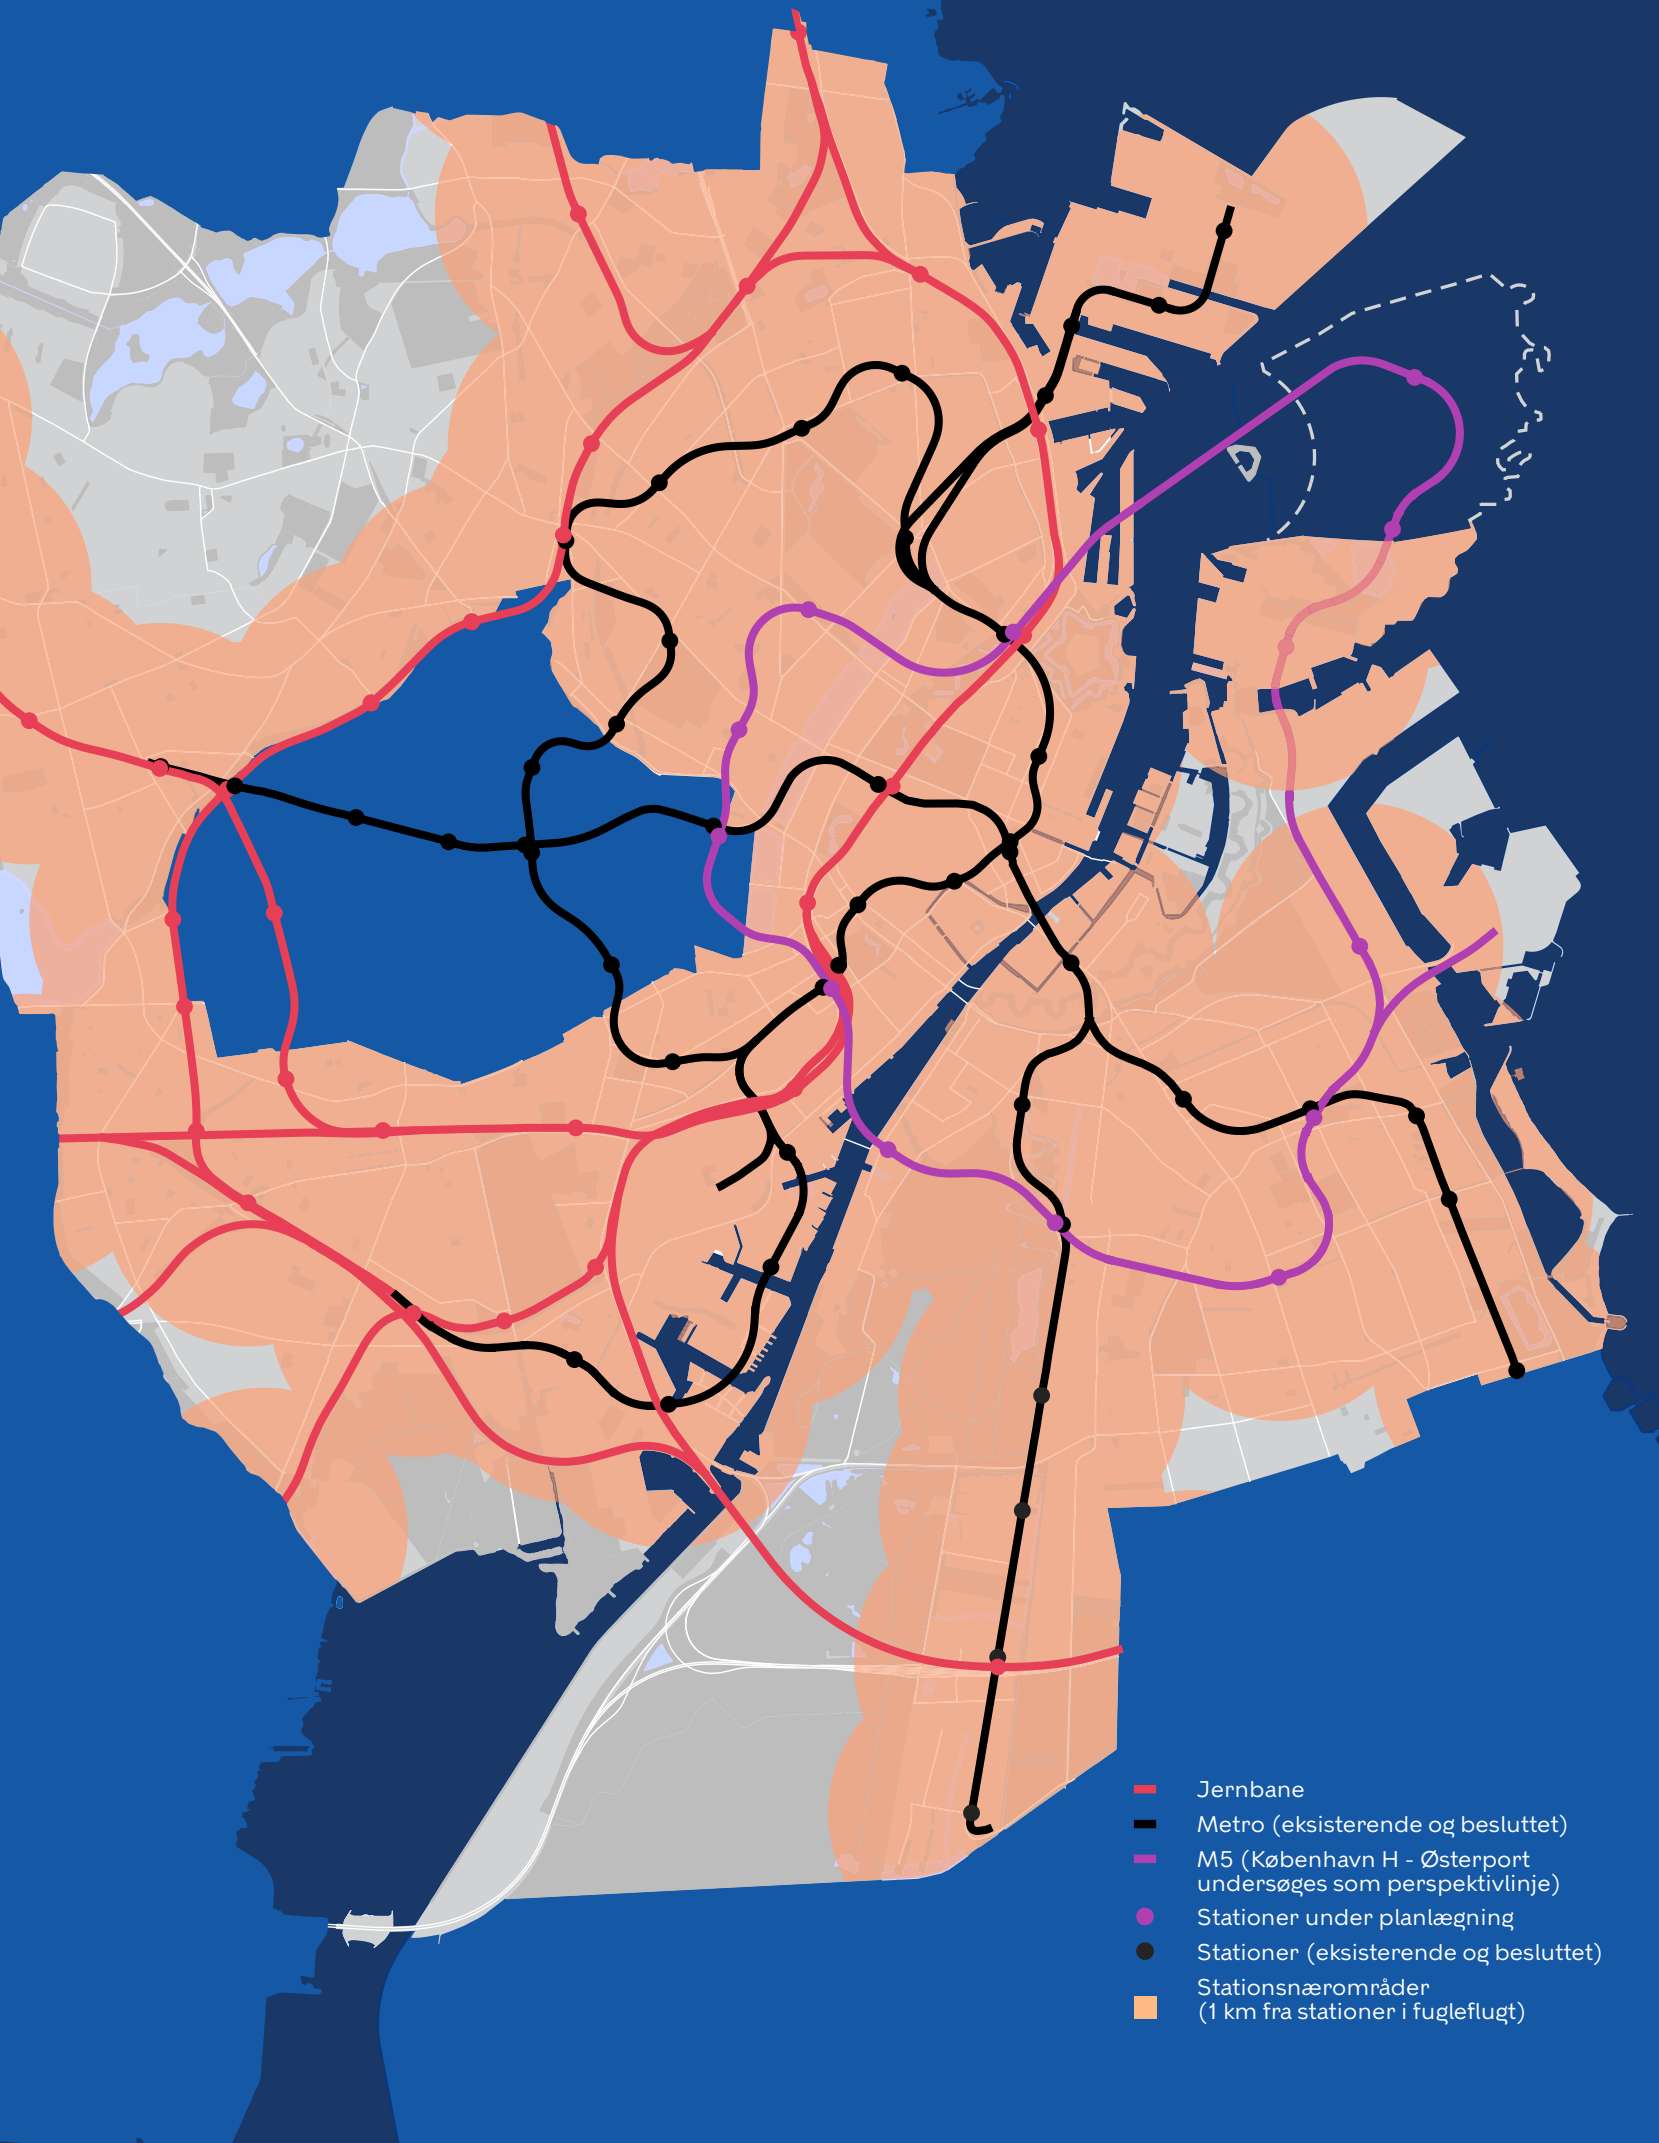 Jernbane
Metro (eksisterende og besluttet)
M5 (København H - Østerport
undersøges som perspektivlinje)
Stationer under planlægning
Stationer (eksisterende og besluttet)
Stationsnærområder
(1 km fra stationer i fugleflugt)